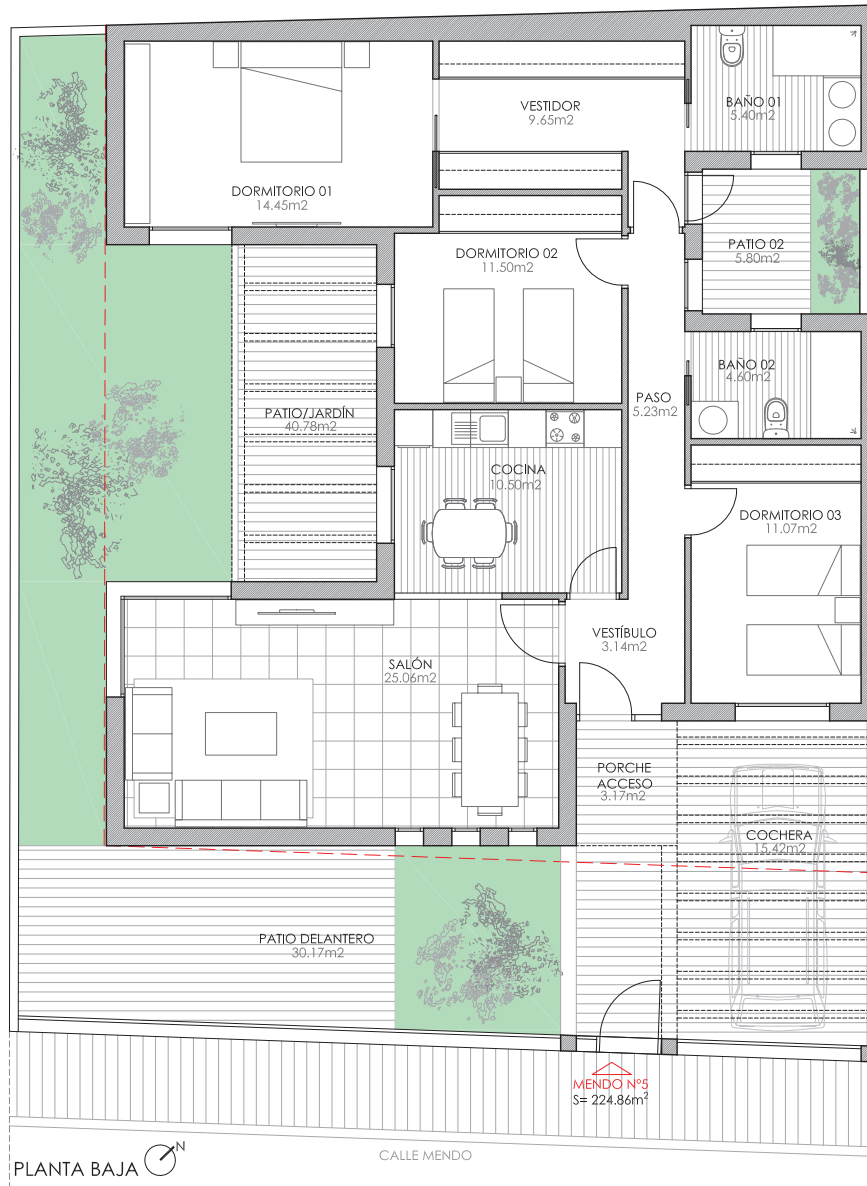 VESTIDOR
9.65m2
BAÑO 01
5.40m2
DORMITORIO 01
14.45m2
DORMITORIO 02
11.50m2
PATIO 02
5.80m2
BAÑO 02
4.60m2
PASO
5.23m2
PATIO/JARDÍN
40.78m2
COCINA
10.50m2
DORMITORIO 03
11.07m2
VESTÍBULO
3.14m2
SALÓN
25.06m2
PORCHE
ACCESO
3.17m2
COCHERA
15.42m2
PATIO DELANTERO
30.17m2
MENDO Nº5
S= 224.86m²
CALLE MENDO
PLANTA BAJA
N